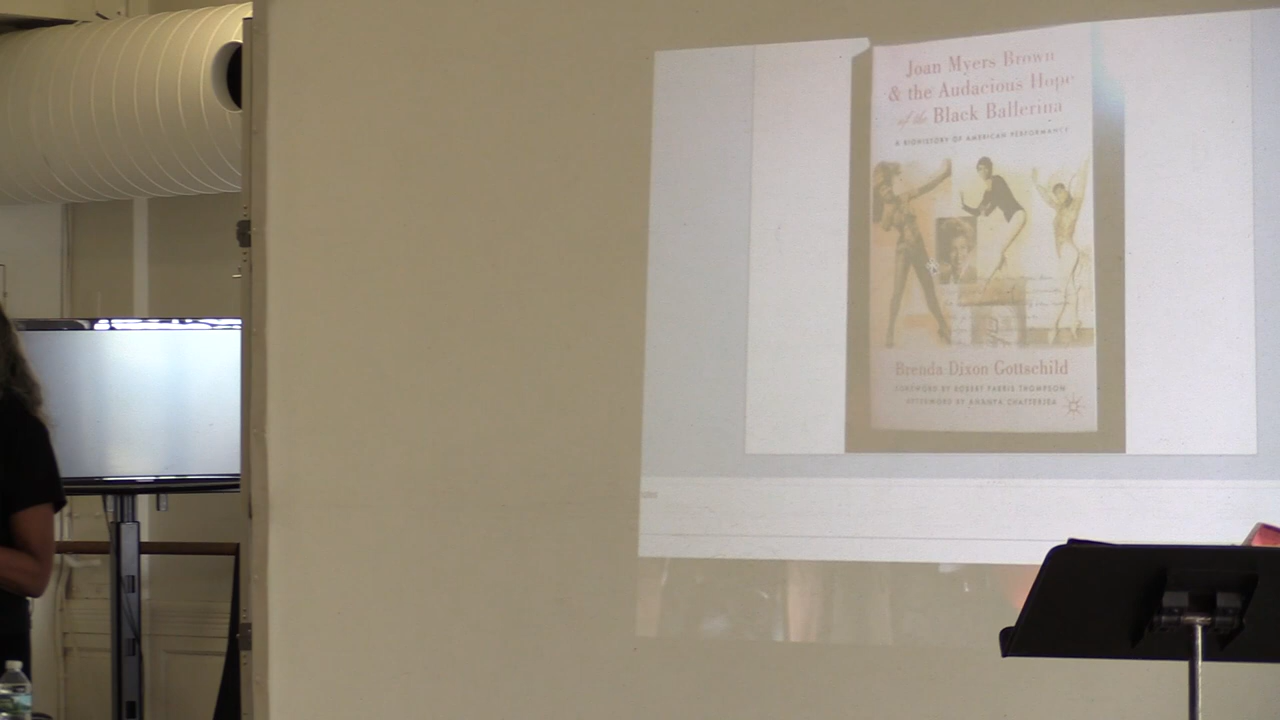 Joan Myers Brown
& the Audacious Hope
of the Black Ballerina
A BIOHISTORY OF AMERICAN PERFORMANCE
Brenda Dixon Gottschild
FOREWORD BY ROBERT FARRIS THOMPSON
AFTERWORD BY ANANYA CHATTERJEA